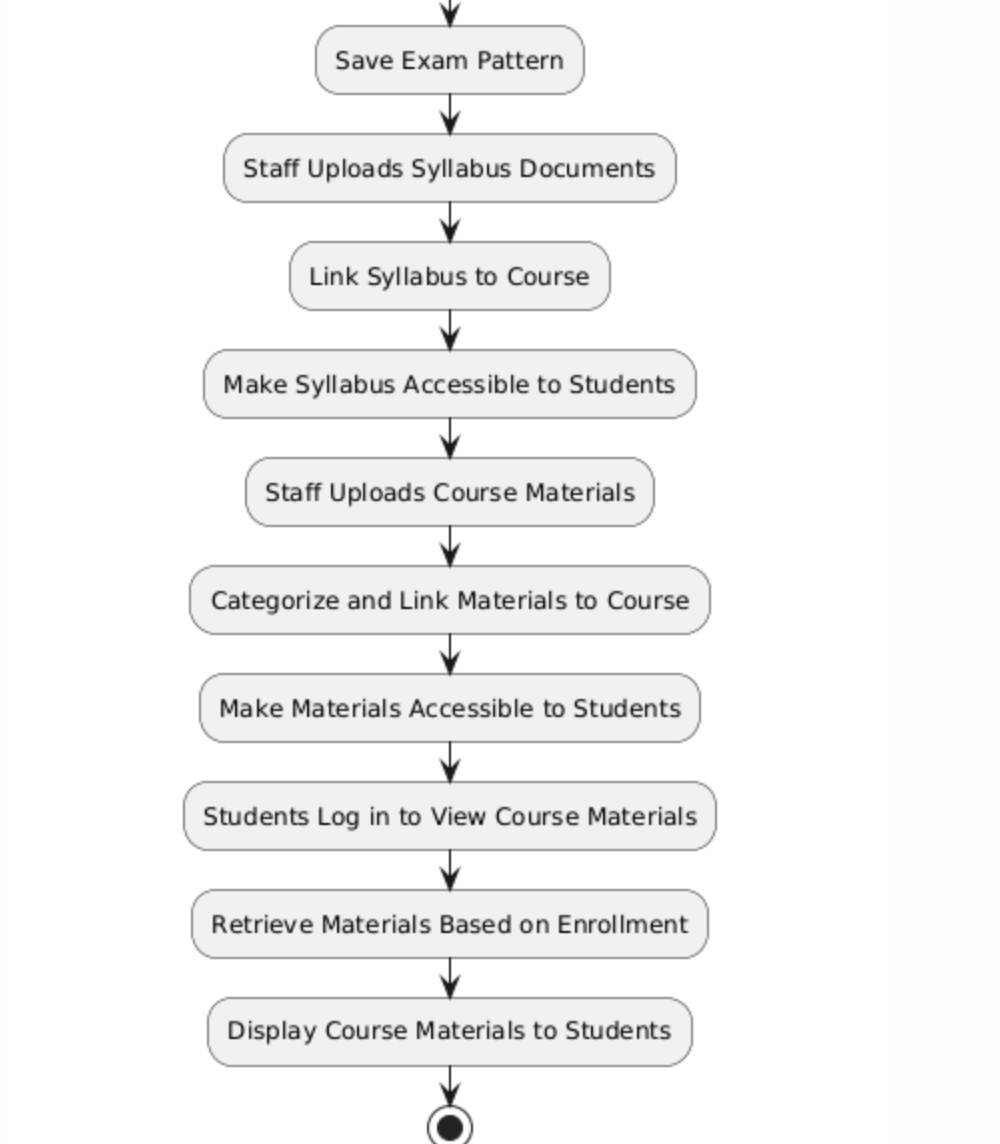 Save Exam Pattern
Staff Uploads Syllabus Documents
Link Syllabus to Course
Make Syllabus Accessible to Students
Staff Uploads Course Materials
Categorize and Link Materials to Course
Make Materials Accessible to Students
Students Log in to View Course Materials
Retrieve Materials Based on Enrollment
Display Course Materials to Students